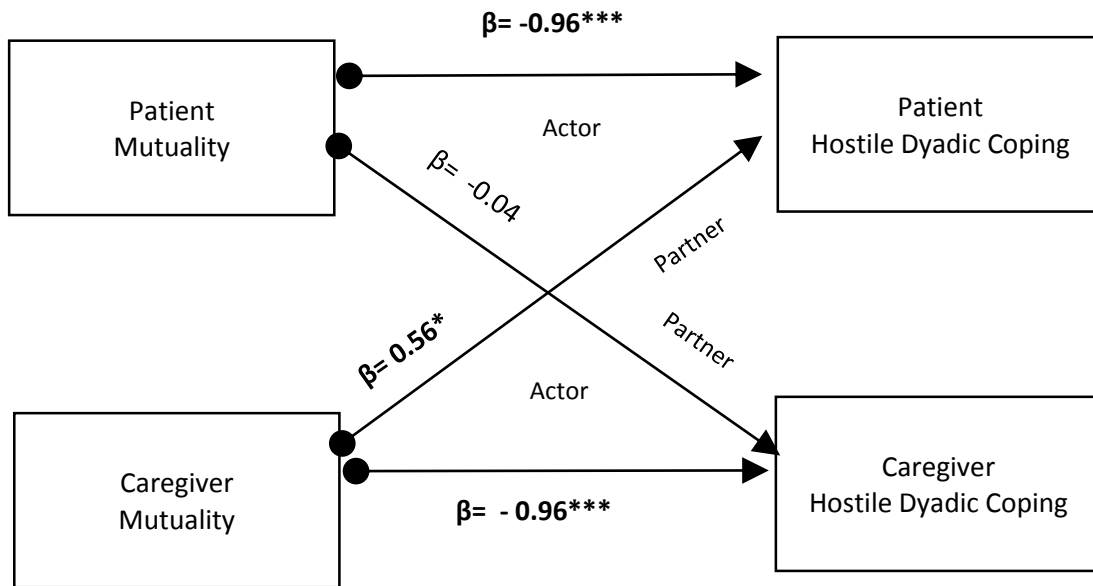 β= -0.96***
Patient
Mutuality
Patient
Hostile Dyadic Coping
Actor
β= -0.04
Partner
β= 0.56*
Partner
Actor
Caregiver
Mutuality
Caregiver
Hostile Dyadic Coping
β= - 0.96***